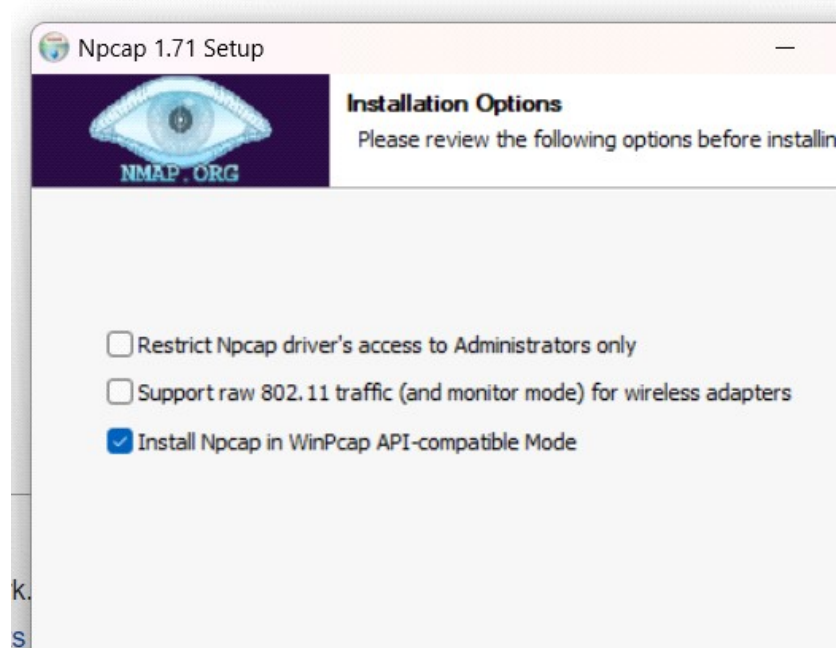 Npcap 1.71 Setup
NMAP.ORG
Installation Options
Please review the following options before installin
Restrict Npcap driver's access to Administrators only
Support raw 802.11 traffic (and monitor mode) for wireless adapters
Install Npcap in WinPcap API-compatible Mode
k.
s